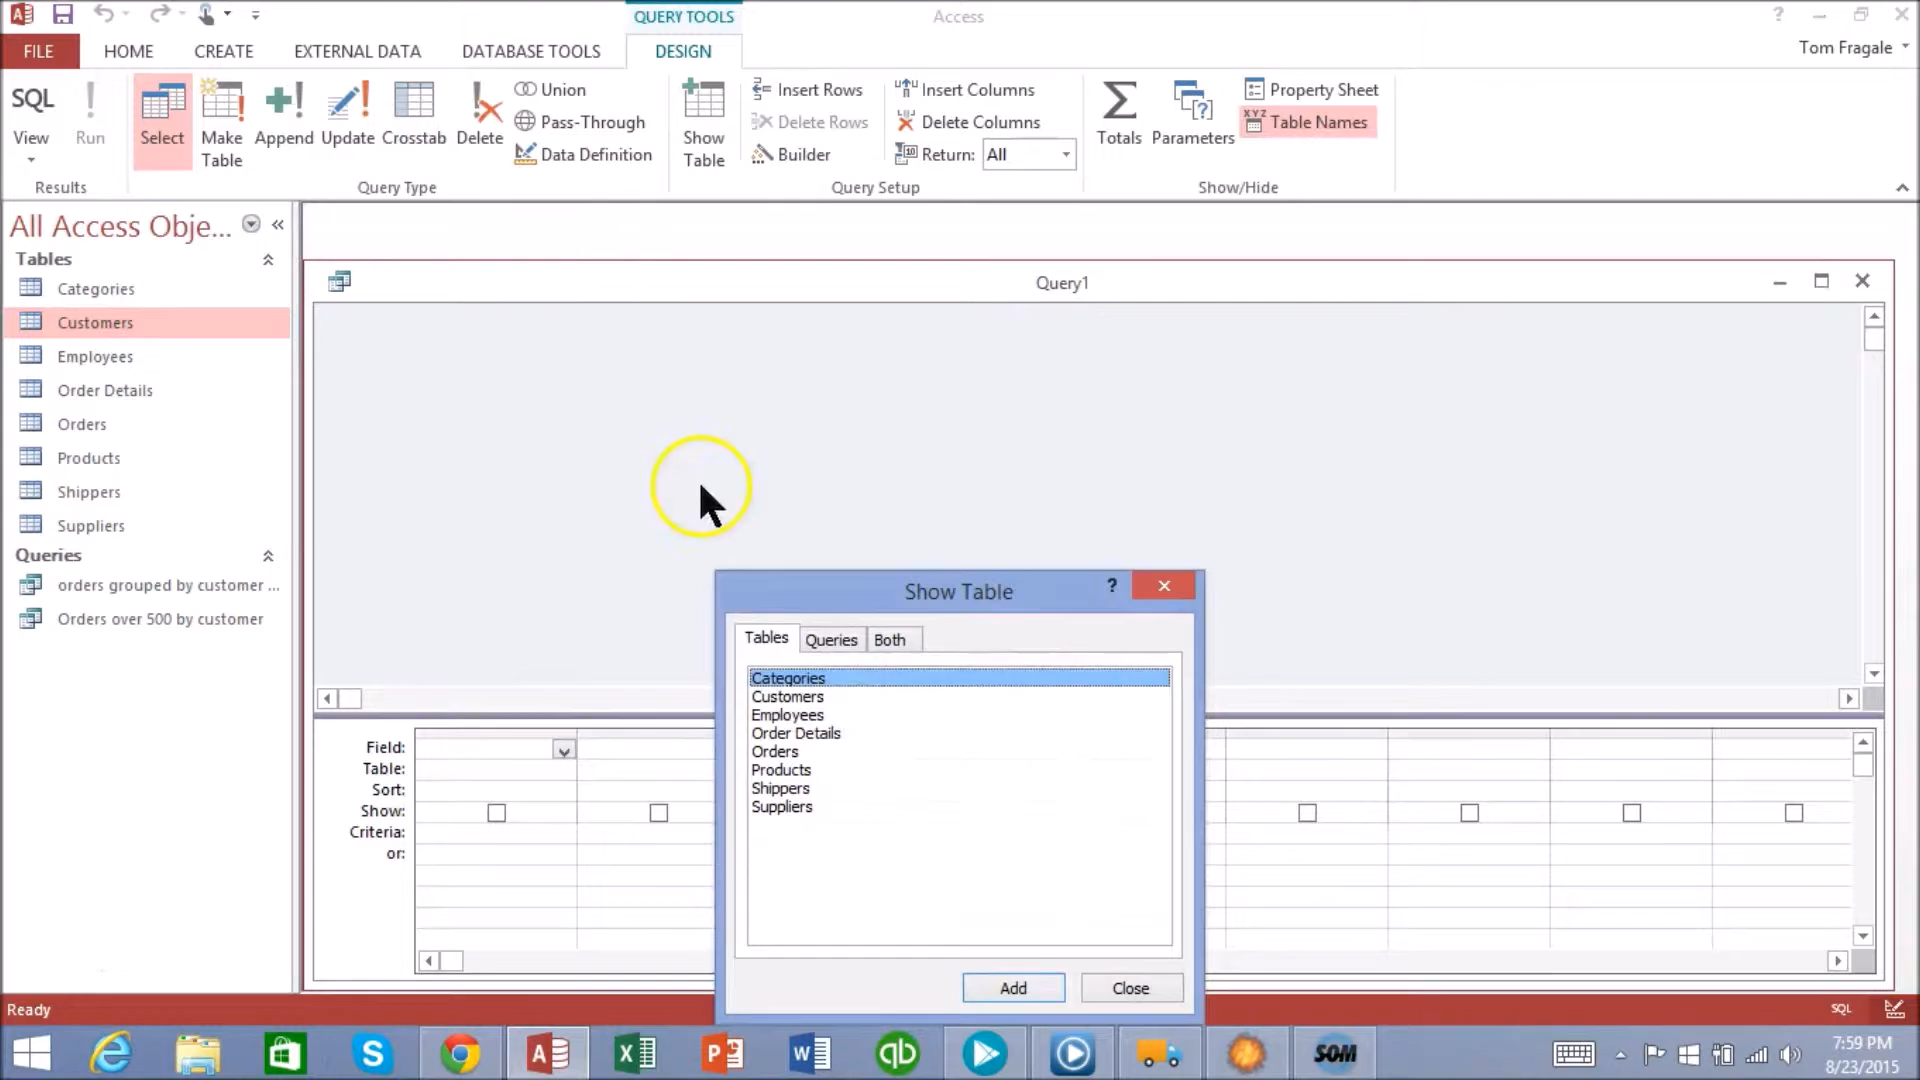 QUERY TOOLS
Access
FILE
HOME
CREATE
EXTERNAL DATA
DATABASE TOOLS
DESIGN
Tom Fragale
SQL
View
Run
Select
Make
Table
Append
Update
Crosstab
Delete
Union
Pass-Through
Data Definition
Show
Table
Insert Rows
Delete Rows
Builder
Insert Columns
Delete Columns
Return: All
Totals
Parameters
Property Sheet
Table Names
Results
Query Type
Query Setup
Show/Hide
All Access Obje...
Tables
Categories
Customers
Employees
Order Details
Orders
Products
Shippers
Suppliers
Queries
orders grouped by customer ...
Orders over 500 by customer
Query1
Field:
Table:
Sort:
Show:
Criteria:
or:
Show Table
?
Tables
Queries
Both
Categories
Customers
Employees
Order Details
Orders
Products
Shippers
Suppliers
Add
Close
Ready
SQL
SOM
7:59 PM
8/23/2015